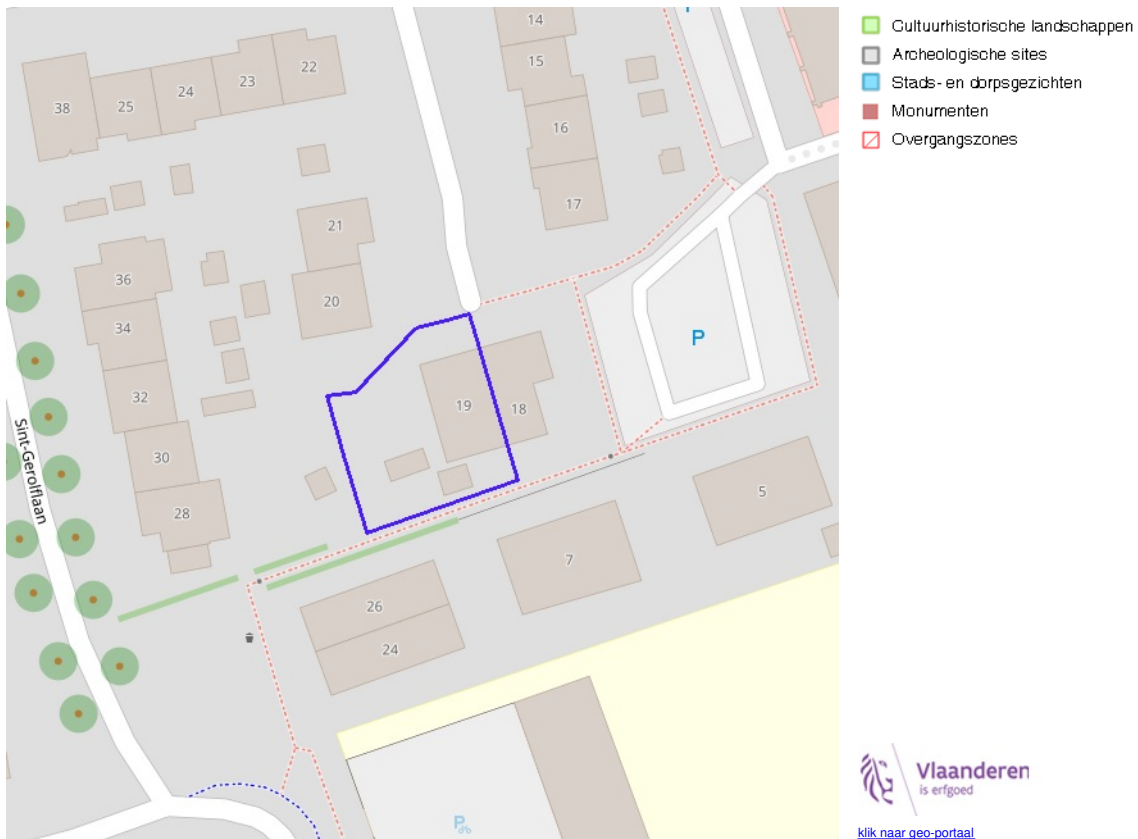 14
15
16
17
22
23
24
25
38
21
20
36
34
32
30
28
19
18
P
P
5
7
26
24
P
Sint-Gerolflaan
Cultuurhistorische landschappen
Archeologische sites
Stads- en dorpsgezichten
Monumenten
Overgangszones
Vlaanderen
is erfgoed
klik naar geo-portaal